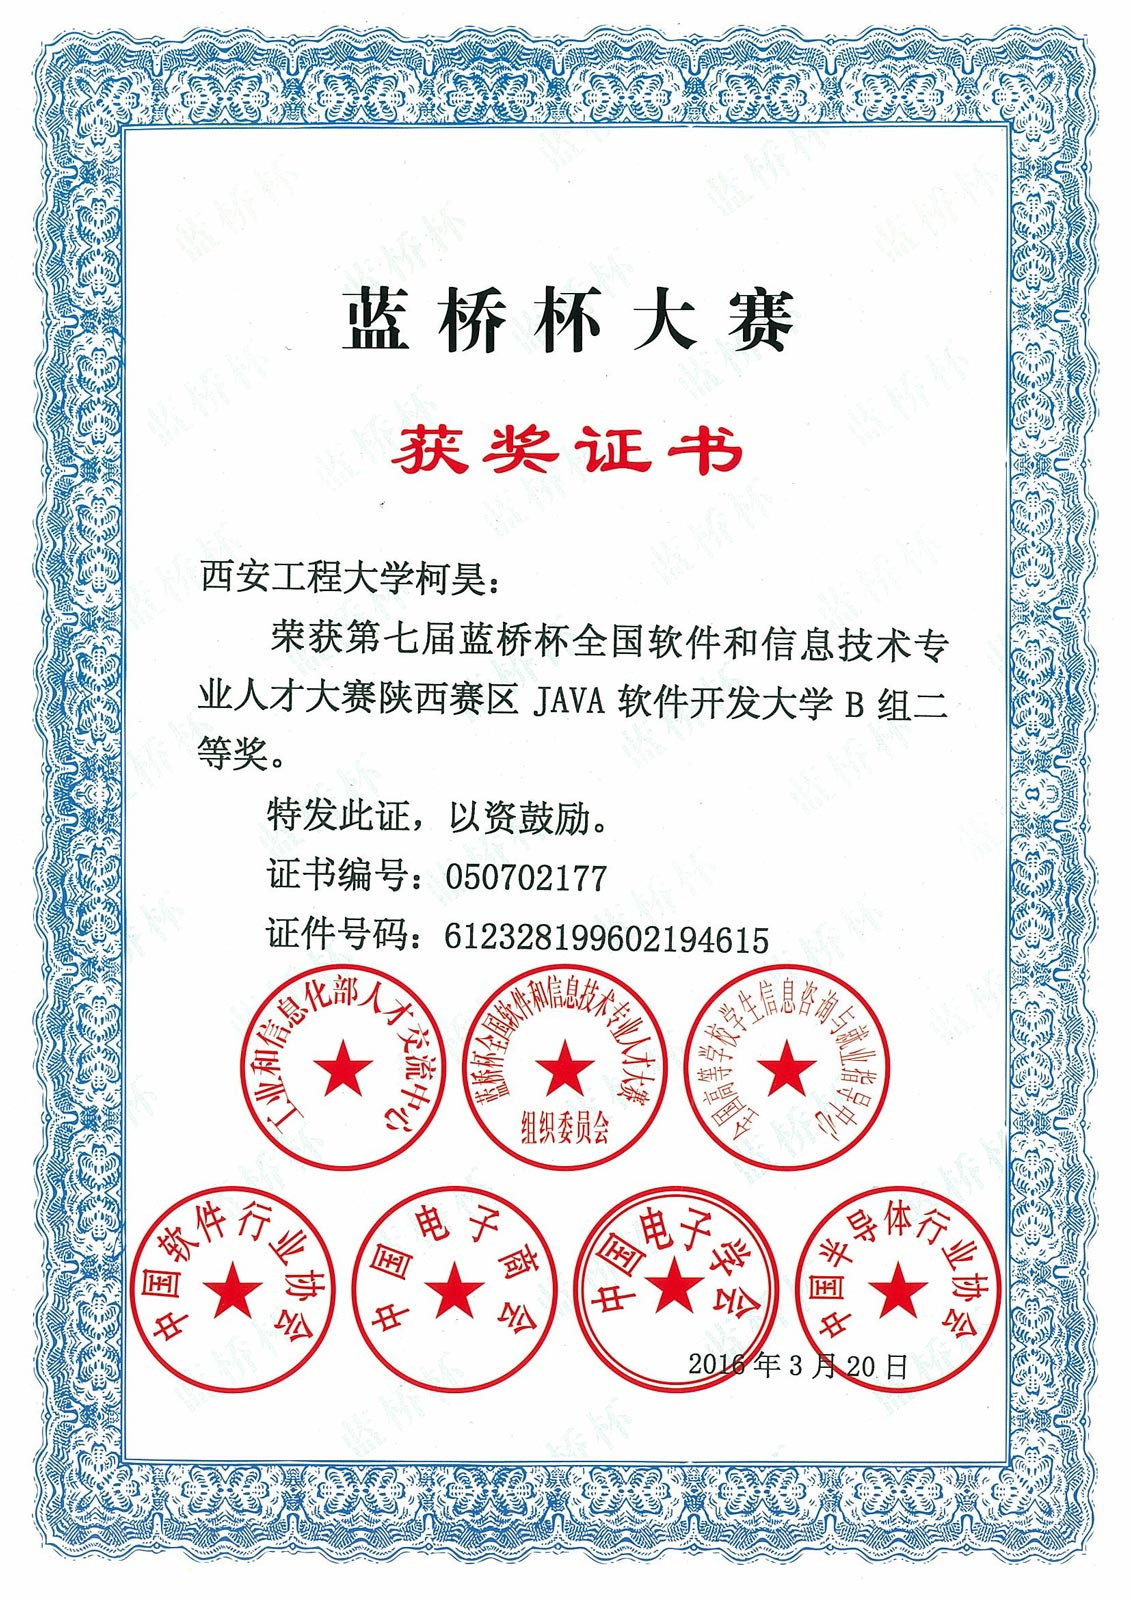 蓝桥杯大赛
获奖证书
西安工程大学柯昊：
荣获第七届蓝桥杯全国软件和信息技术专
业人才大赛陕西赛区 JAVA 软件开发大学 B 组二
等奖。
特发此证，以资鼓励。
证书编号：050702177
证件号码：612328199602194615
工业和信息化部人才交流中心
蓝桥杯全国软件和信息技术专业人才大赛
组织委员会
全国高等学校学生信息咨询与就业指导中心
中国软件行业协会
中国电子商会
中国电子学会
中国半导体行业协会
2016 年 3 月 20 日